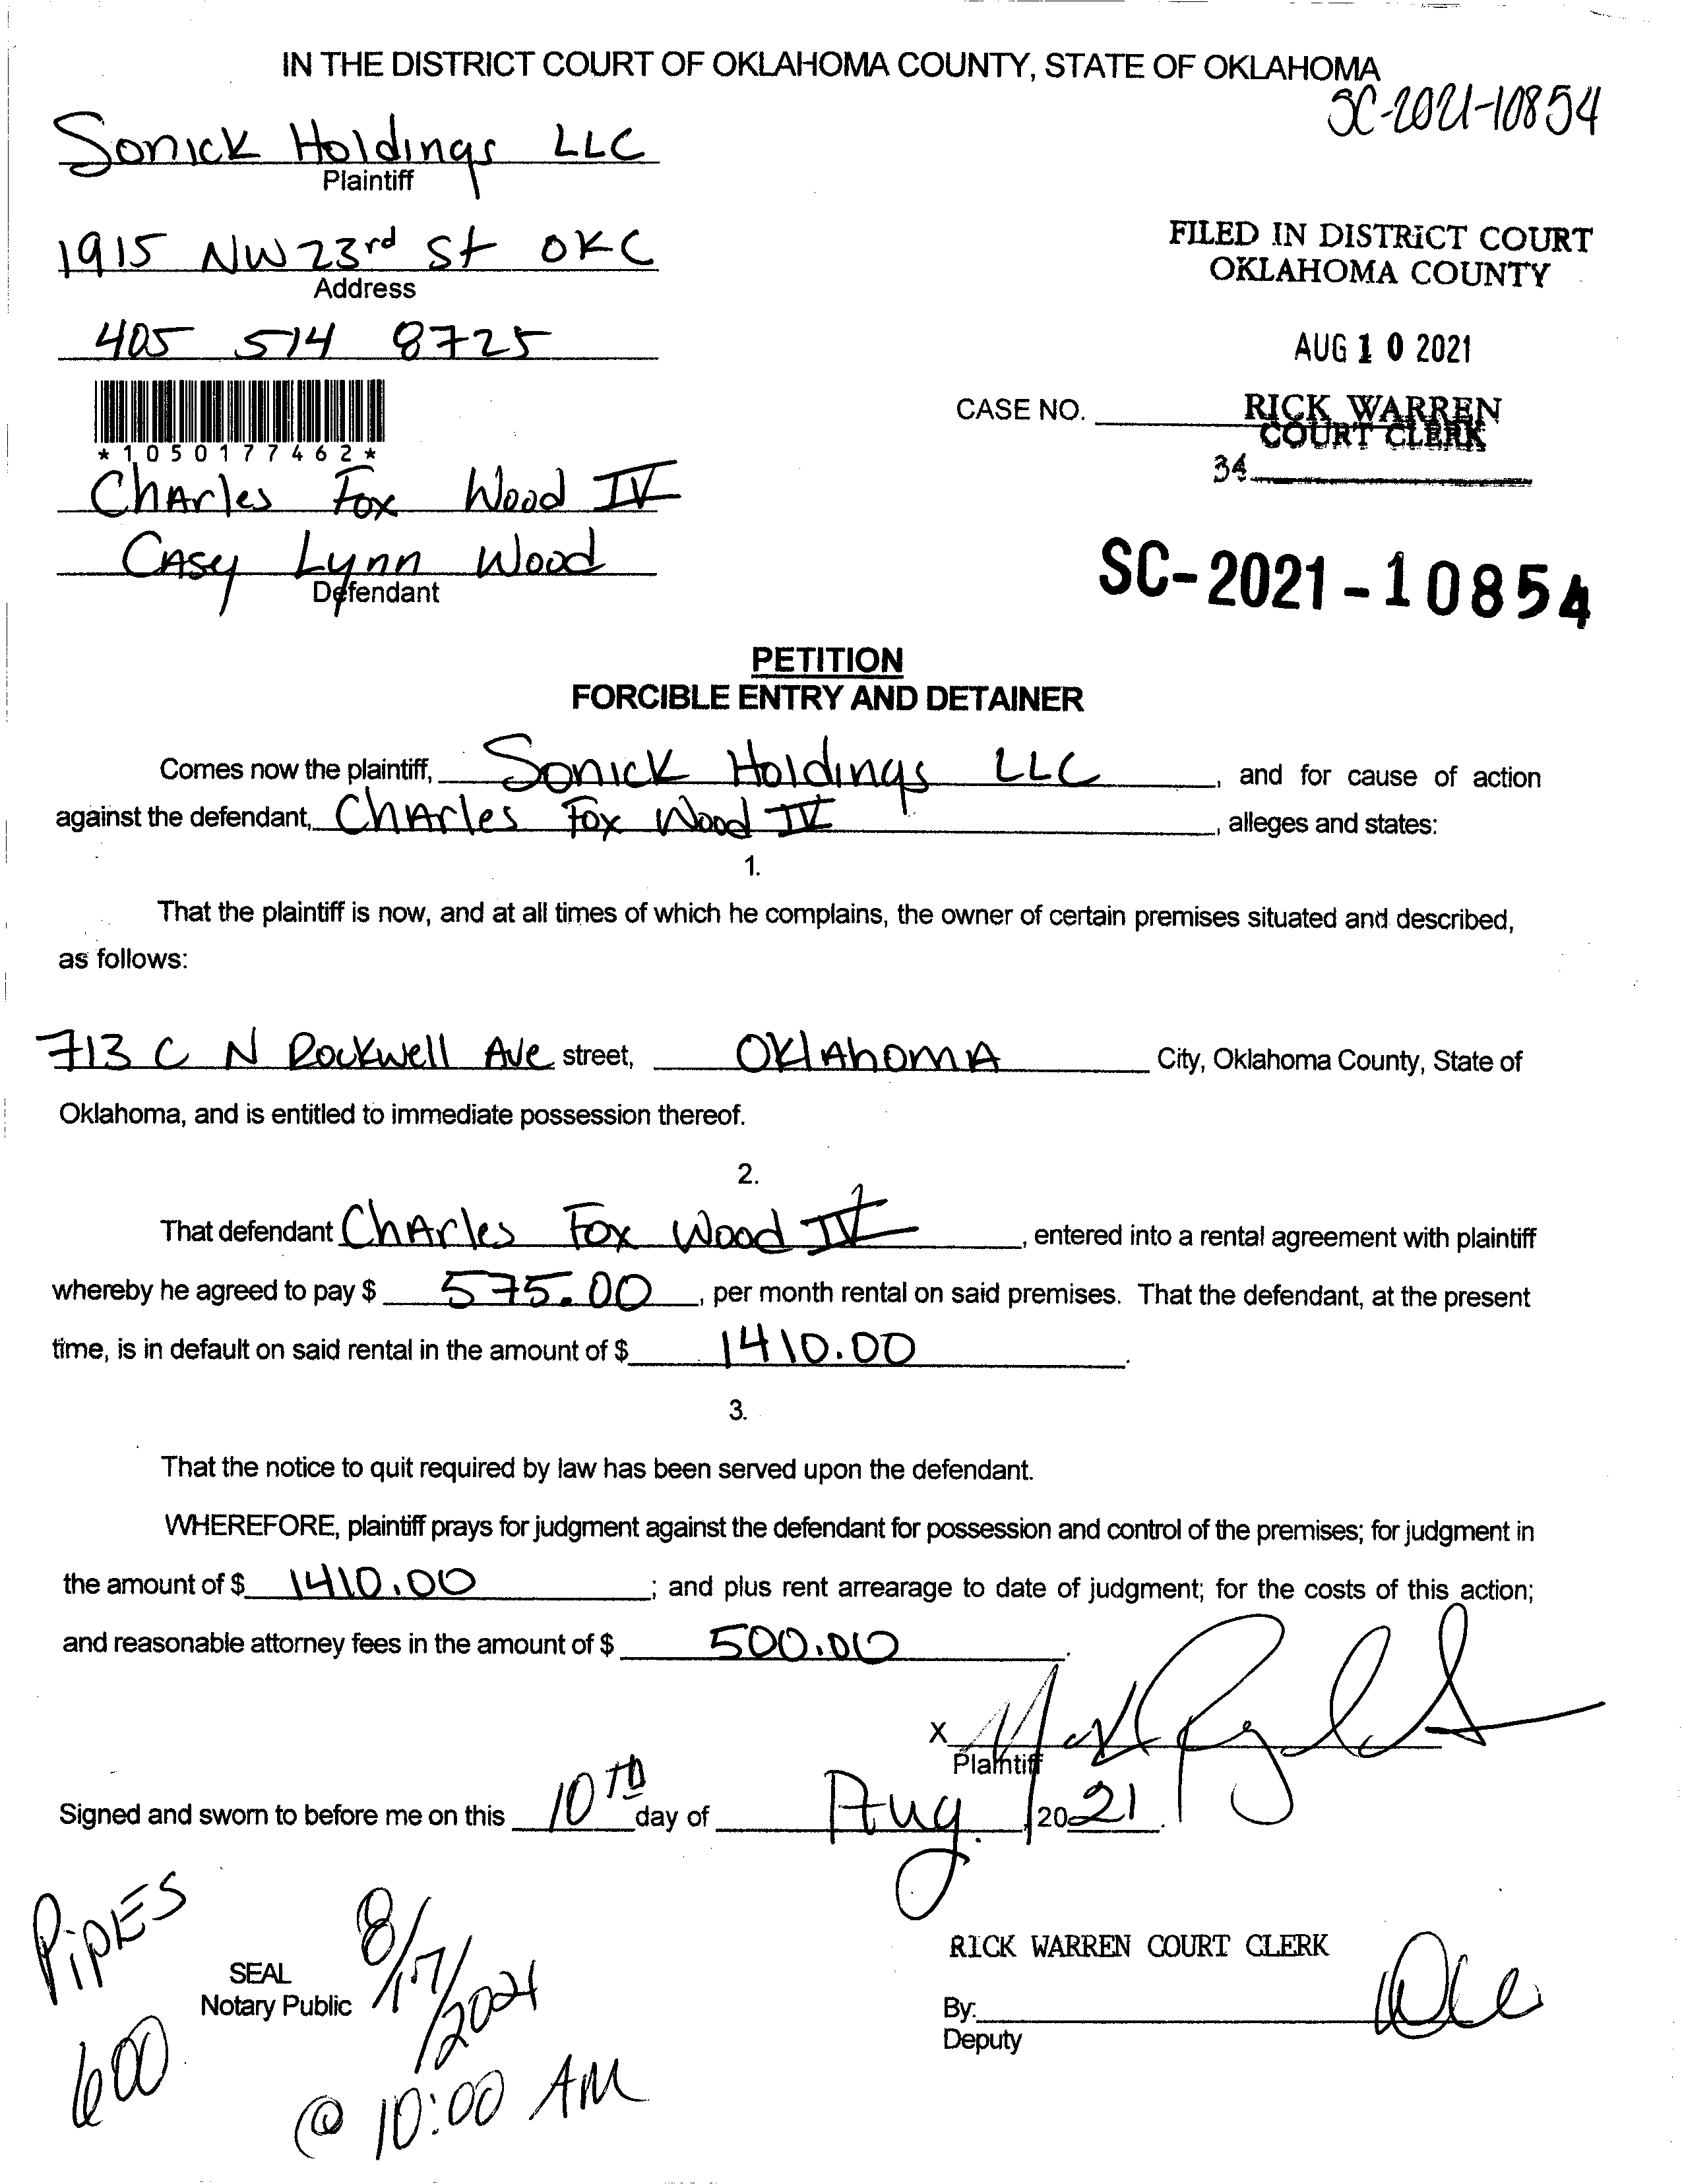 IN THE DISTRICT COURT OF OKLAHOMA COUNTY, STATE OF OKLAHOMA
SC-2021-10854
Sonick Holdings LLC
Plaintiff
1915 NW 23rd St OKC
Address
405 514 8725
FILED IN DISTRICT COURT
OKLAHOMA COUNTY
AUG 10 2021
CASE NO.
RICK WARREN
COURT CLERK
34
*1050177462*
Charles Fox Wood IV
Casey Lynn Wood
Defendant
SC-2021-10854
PETITION
FORCIBLE ENTRY AND DETAINER
Comes now the plaintiff, Sonick Holdings LLC, and for cause of action
against the defendant, Charles Fox Wood IV, alleges and states:
1.
That the plaintiff is now, and at all times of which he complains, the owner of certain premises situated and described,
as follows:
713 C N Rockwell Ave street, Oklahoma City, Oklahoma County, State of
Oklahoma, and is entitled to immediate possession thereof.
2.
That defendant Charles Fox Wood IV, entered into a rental agreement with plaintiff
whereby he agreed to pay $ 575.00, per month rental on said premises. That the defendant, at the present
time, is in default on said rental in the amount of $ 1410.00.
3.
That the notice to quit required by law has been served upon the defendant.
WHEREFORE, plaintiff prays for judgment against the defendant for possession and control of the premises; for judgment in
the amount of $ 1410.00; and plus rent arrearage to date of judgment; for the costs of this action;
and reasonable attorney fees in the amount of $ 500.00.
X
Plaintiff
Signed and sworn to before me on this 10TH day of Aug., 2021.
PIPES
600
SEAL
Notary Public
8/17/2021
@ 10:00 AM
RICK WARREN COURT CLERK
By:
Deputy